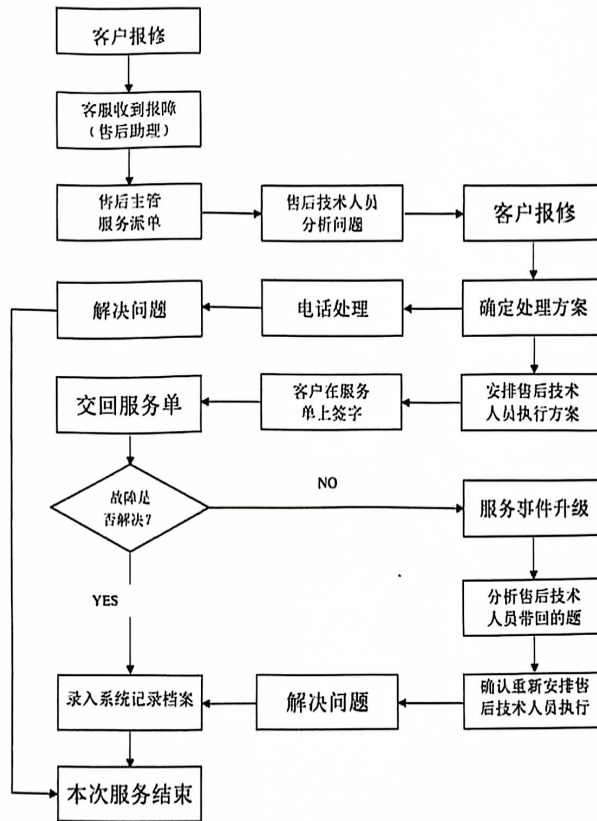 客户报修
客服收到报障
（售后助理）
售后主管
服务派单
售后技术人员
分析问题
客户报修
解决问题
电话处理
确定处理方案
交回服务单
客户在服务
单上签字
安排售后技术
人员执行方案
故障是
否解决？
NO
服务事件升级
YES
分析售后技术
人员带回的题
录入系统记录档案
解决问题
确认重新安排售
后技术人员执行
本次服务结束